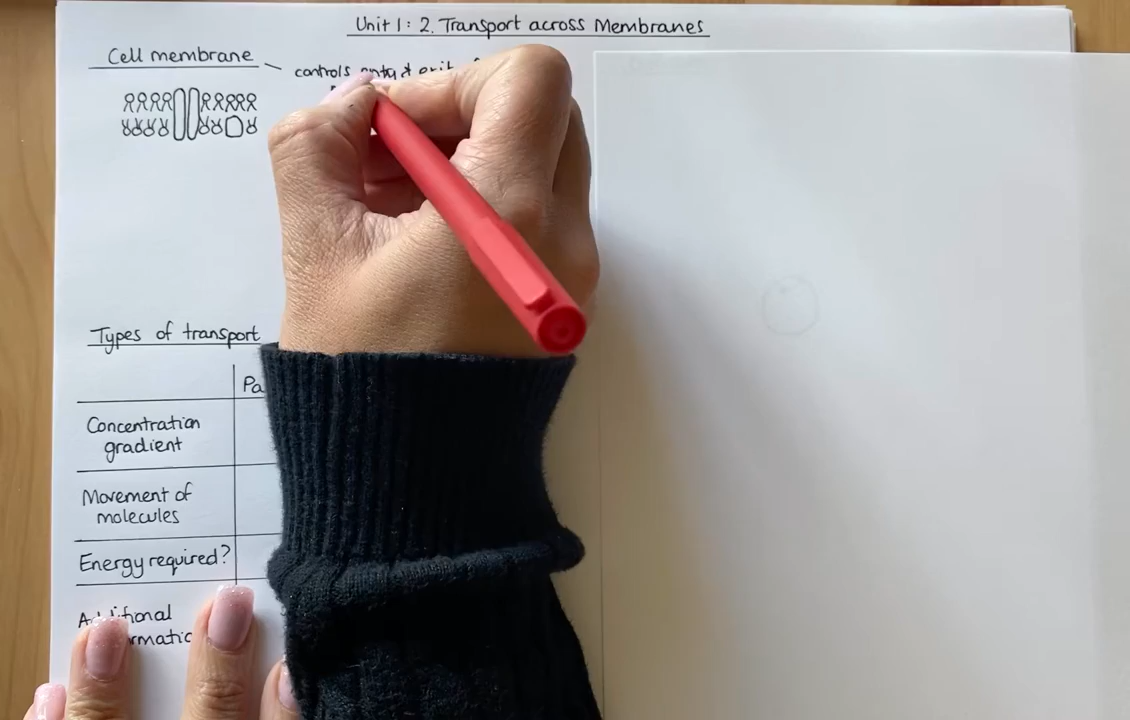 Unit 1: 2. Transport across Membranes
Cell membrane
controls entry & exit
Types of transport
Pa
Concentration
gradient
Movement of
molecules
Energy required?